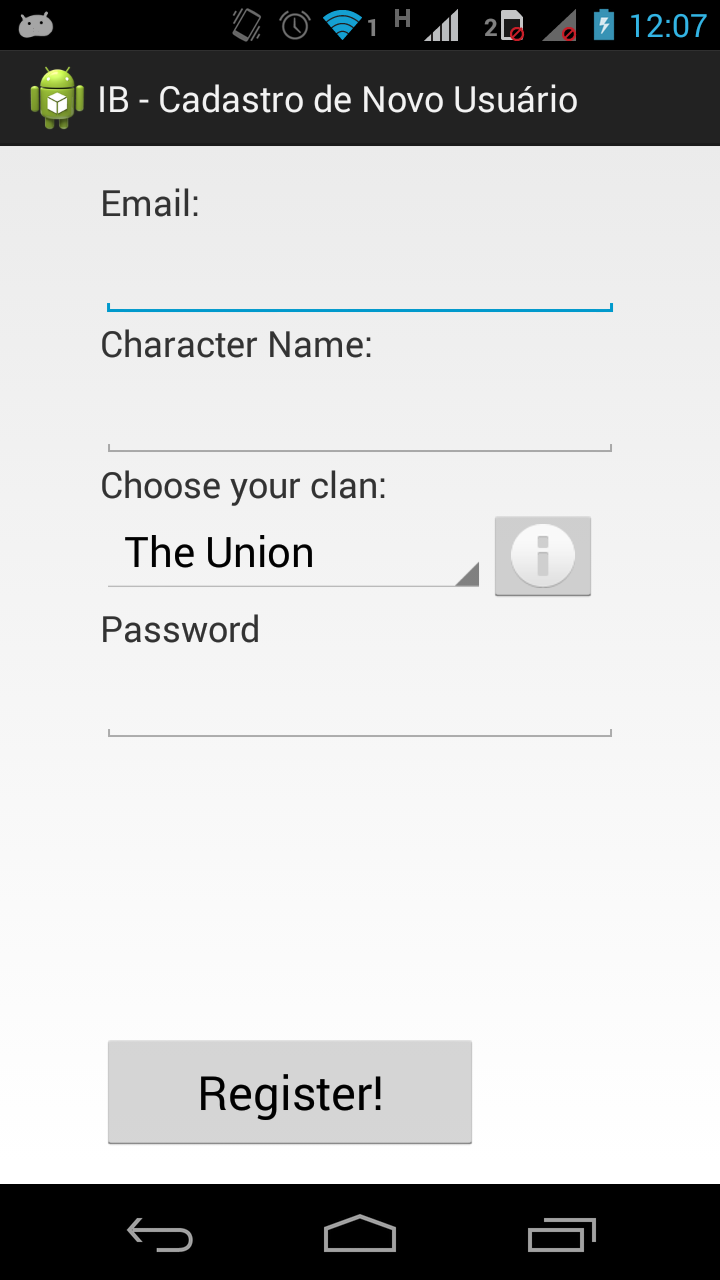 1 H 2 12:07
IB - Cadastro de Novo Usuário
Email:
Character Name:
Choose your clan:
The Union
Password
Register!